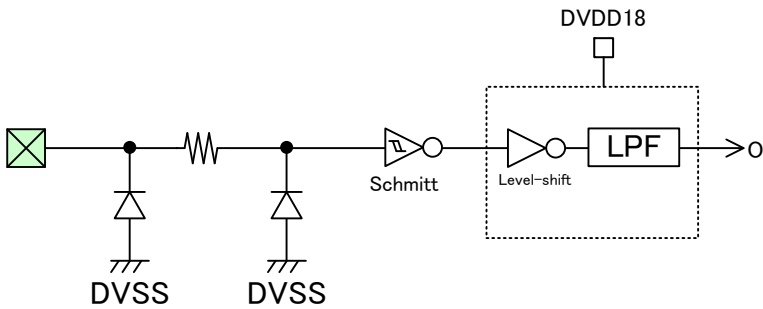 DVDD18
LPF
O
Schmitt
Level-shift
DVSS
DVSS